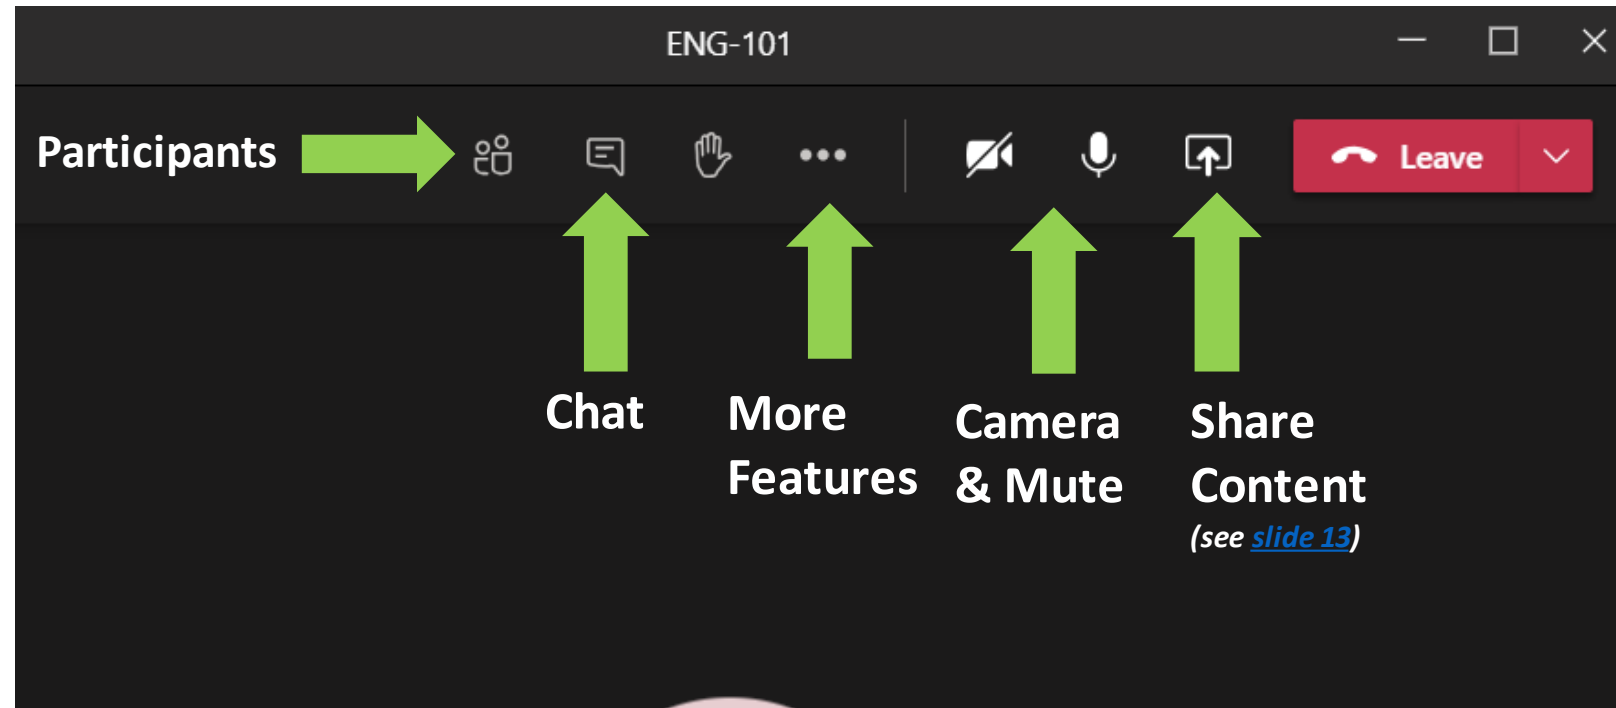 ENG-101
Participants
Leave
Chat
More
Features
Camera
& Mute
Share
Content
(see slide 13)